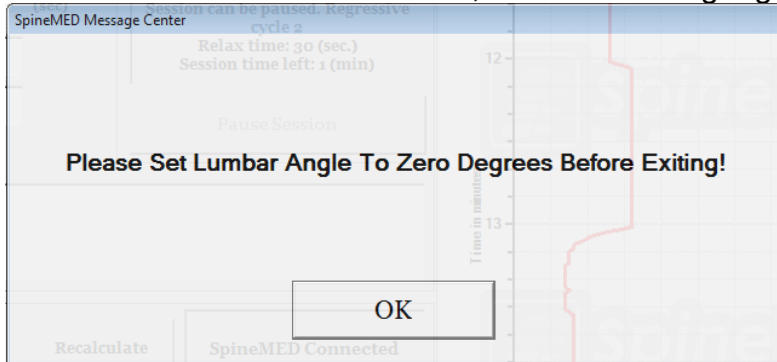 SpineMED Message Center
(sec)
Session can be paused. Regressive
cycle 2
Relax time: 30 (sec.)
Session time left: 1 (min)
12
Pause Session
Please Set Lumbar Angle To Zero Degrees Before Exiting!
Time in minutes
13
OK
Recalculate
SpineMED Connected
Spine
Spine